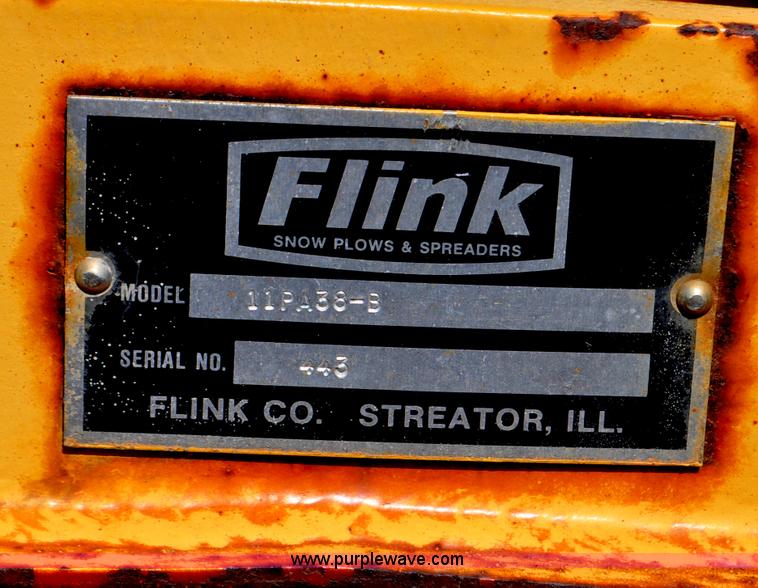 Flink
SNOW PLOWS & SPREADERS
MODEL 11PA38-B
SERIAL NO. 443
FLINK CO. STREATOR, ILL.
www.purplewave.com